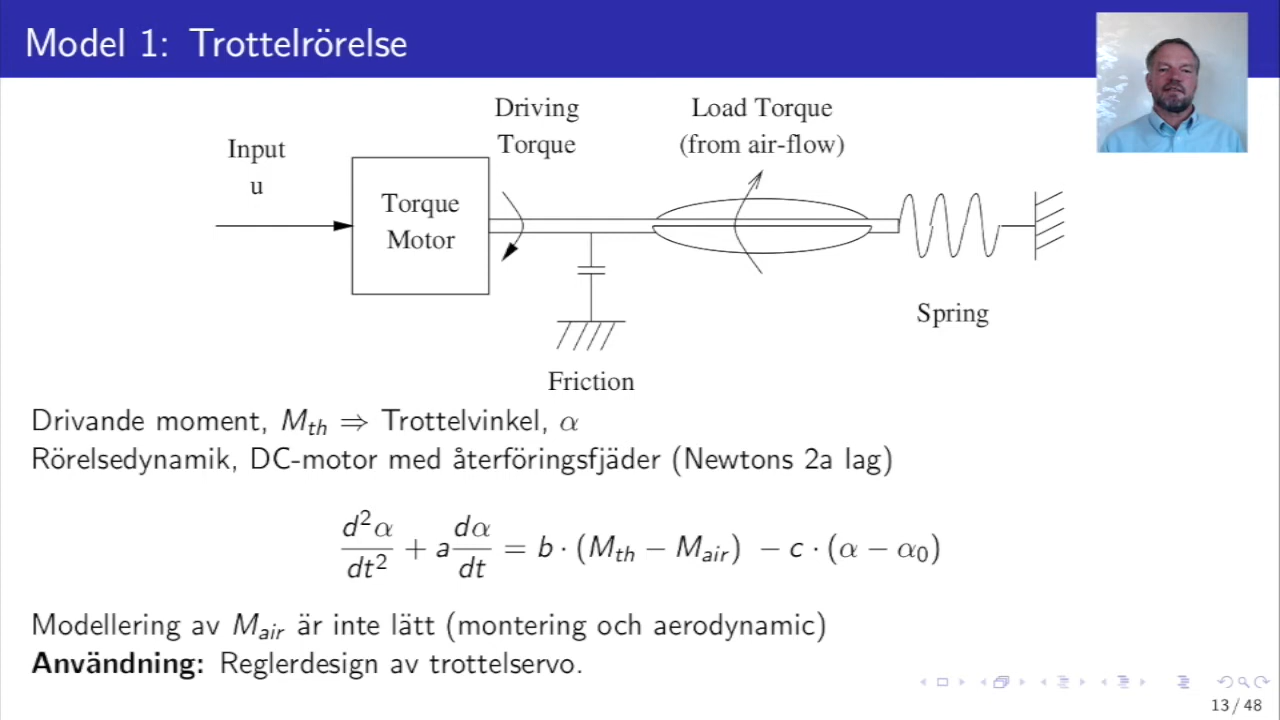 Model 1: Trottelrörelse
Driving
Torque
Load Torque
(from air-flow)
Input
u
Torque
Motor
Spring
Friction
Drivande moment, M_th ⇒ Trottelvinkel, α
Rörelsedynamik, DC-motor med återföringsfjäder (Newtons 2a lag)
d²α/dt² + a dα/dt = b · (M_th − M_air) − c · (α − α₀)
Modellering av M_air är inte lätt (montering och aerodynamic)
Användning: Reglerdesign av trottelservo.
13 / 48